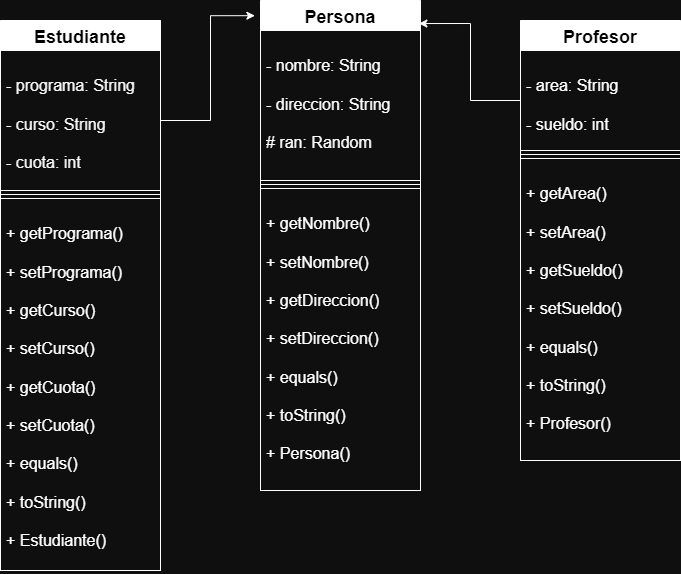 Estudiante
- programa: String
- curso: String
- cuota: int
+ getPrograma()
+ setPrograma()
+ getCurso()
+ setCurso()
+ getCuota()
+ setCuota()
+ equals()
+ toString()
+ Estudiante()
Persona
- nombre: String
- direccion: String
# ran: Random
+ getNombre()
+ setNombre()
+ getDireccion()
+ setDireccion()
+ equals()
+ toString()
+ Persona()
Profesor
- area: String
- sueldo: int
+ getArea()
+ setArea()
+ getSueldo()
+ setSueldo()
+ equals()
+ toString()
+ Profesor()